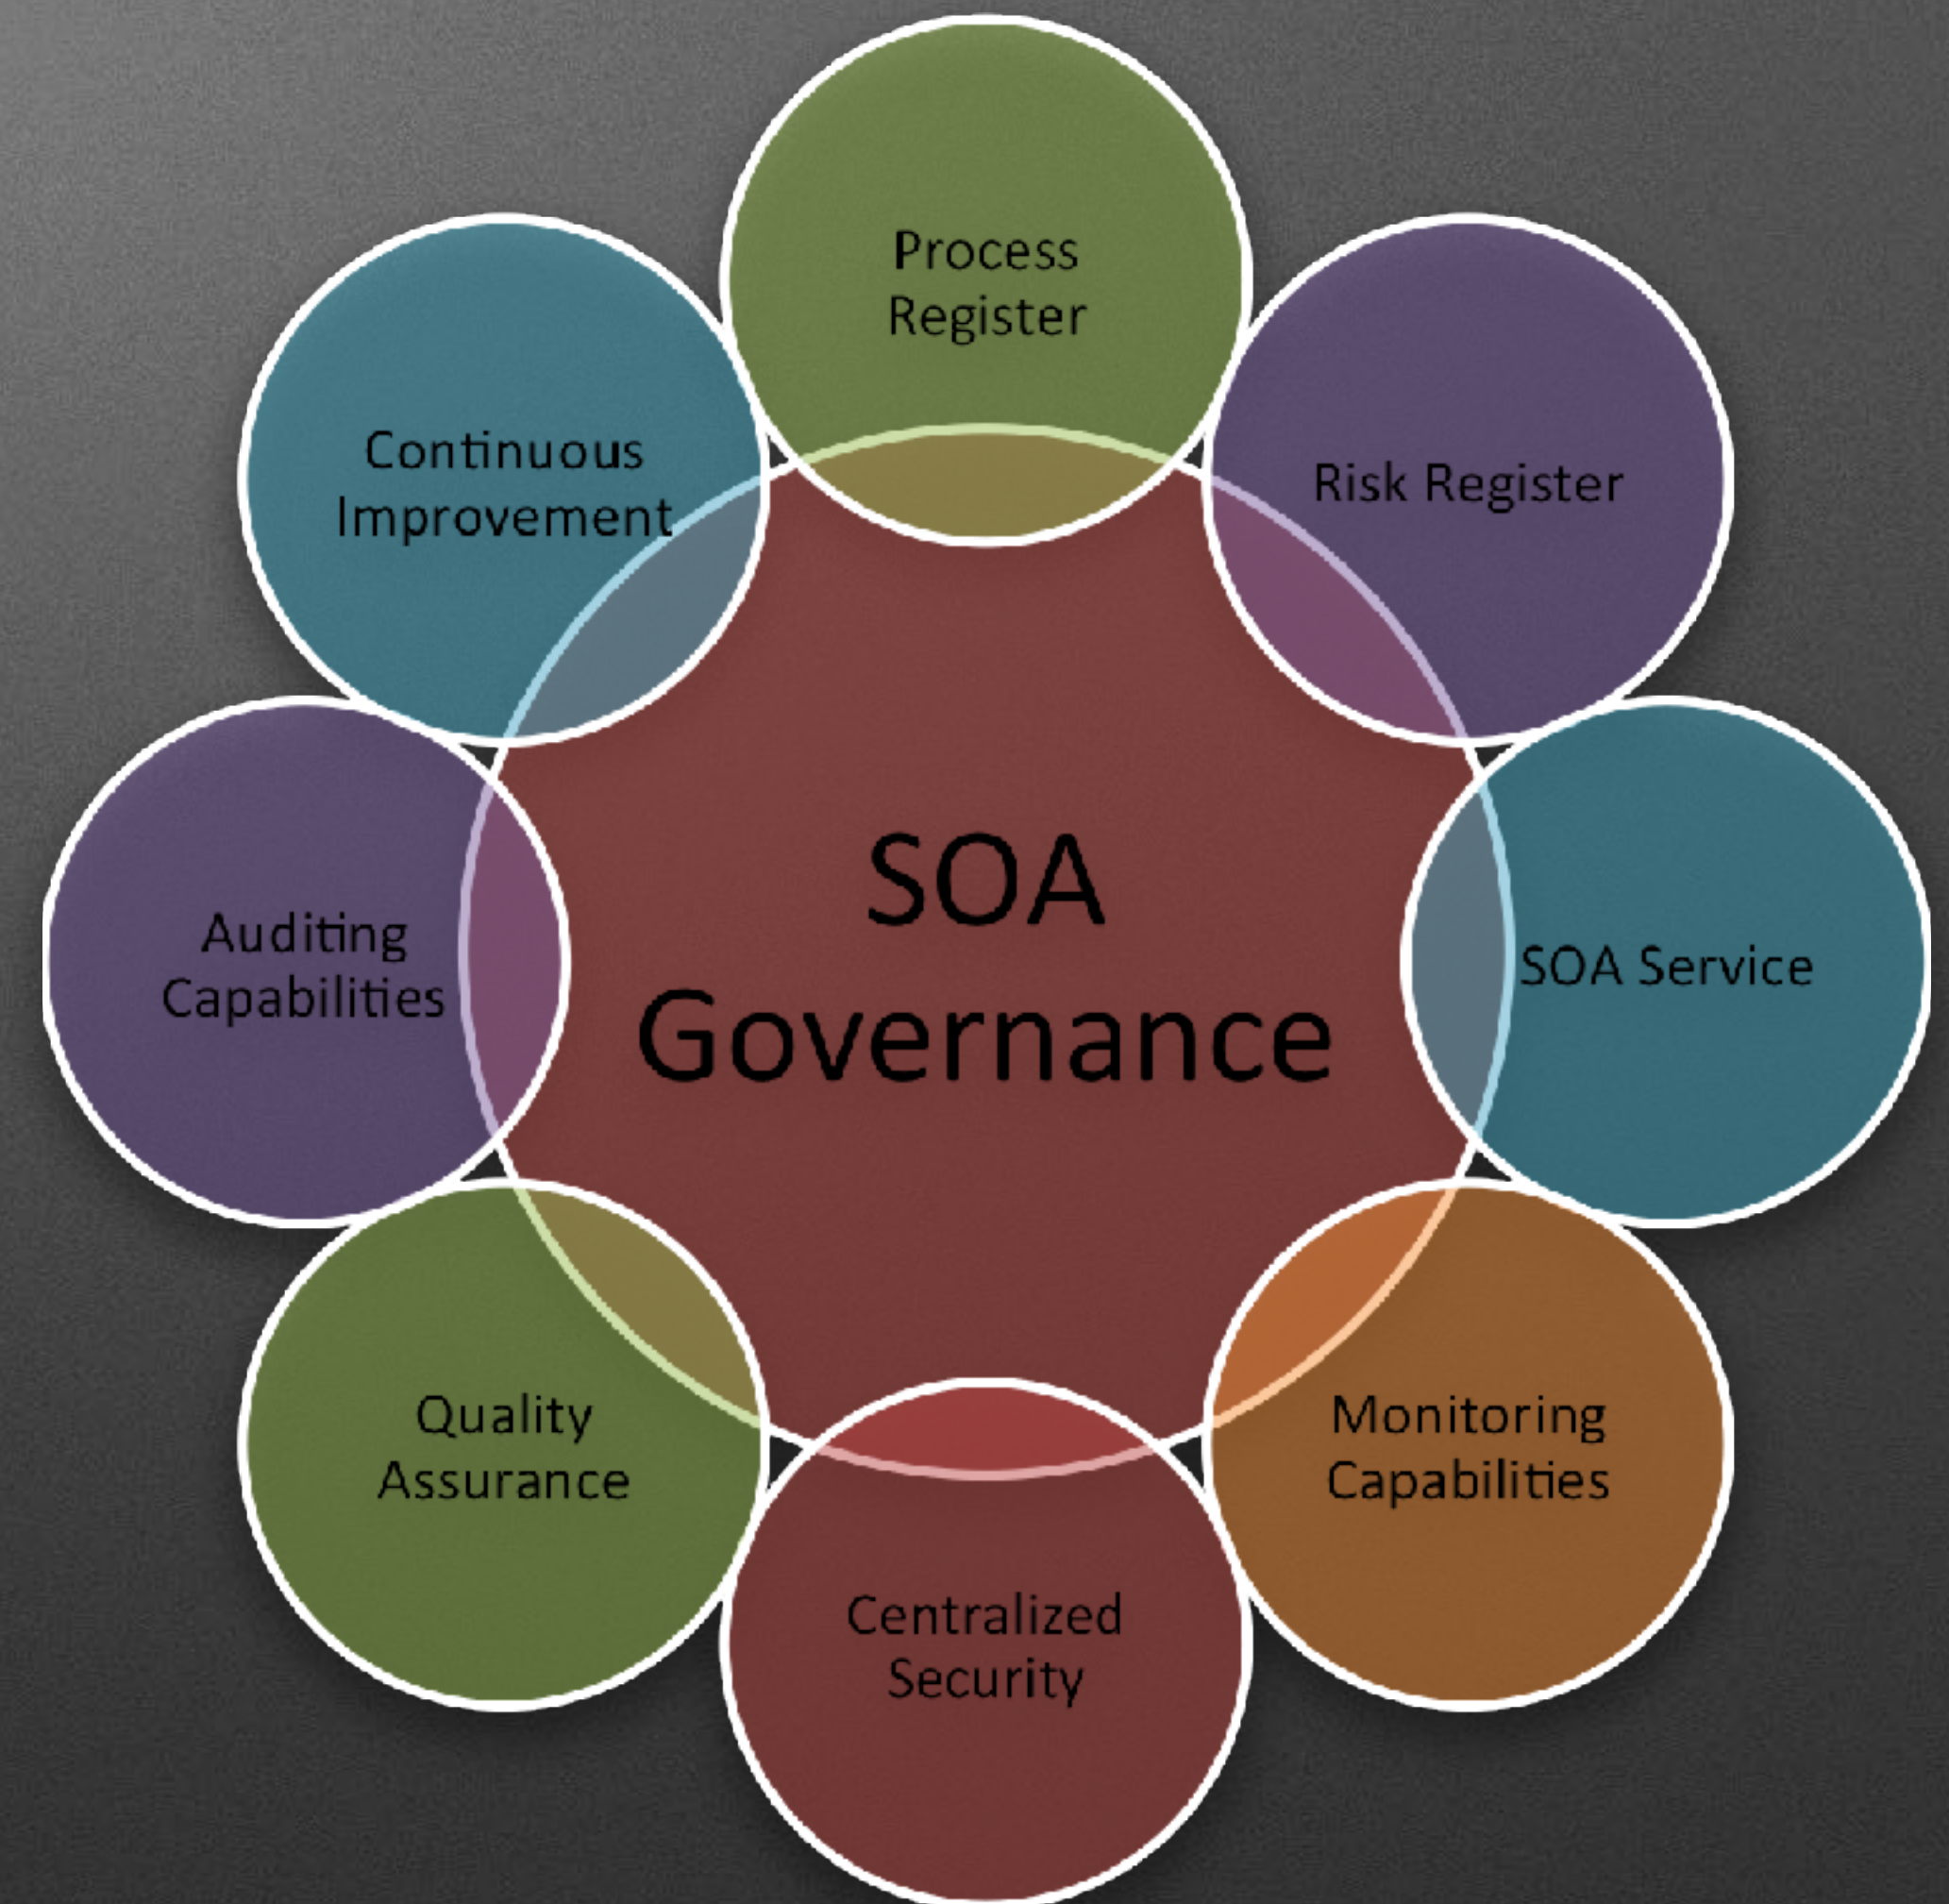 Process
Register
Continuous
Improvement
Risk Register
SOA
Governance
Auditing
Capabilities
SOA Service
Quality
Assurance
Monitoring
Capabilities
Centralized
Security